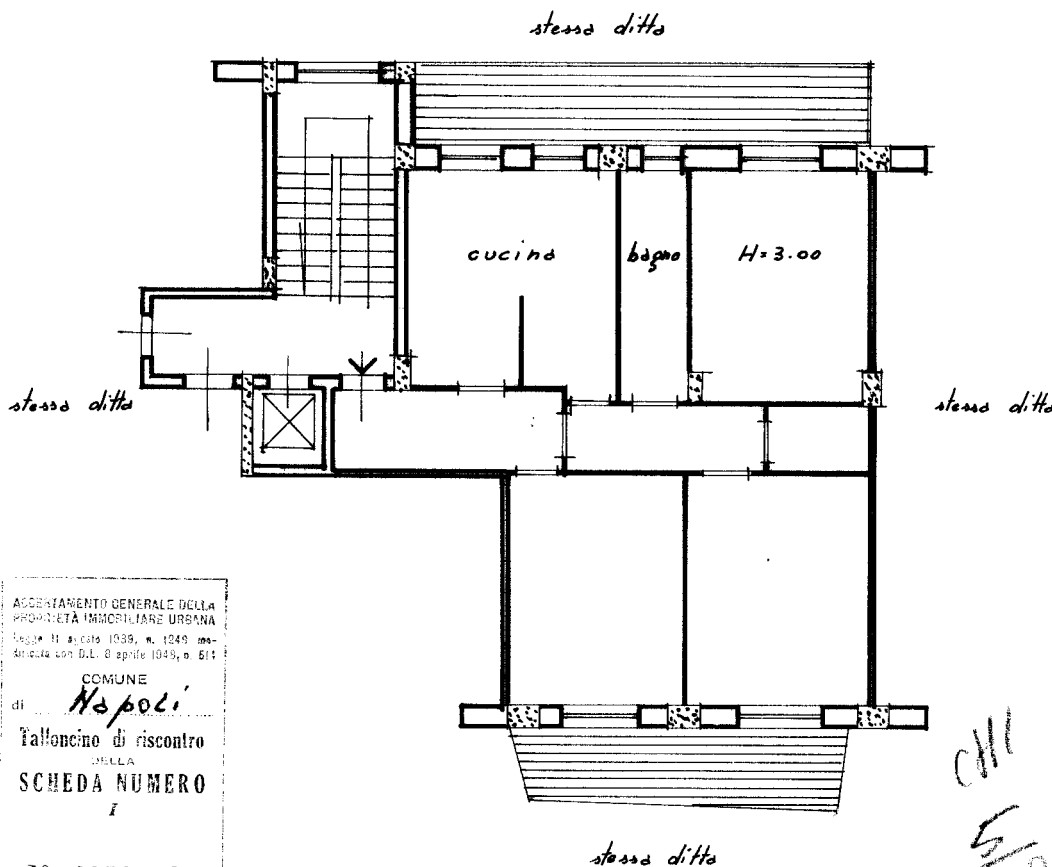 stessa ditta
cucina
bagno
H=3.00
stessa ditta
stessa ditta
ACCERTAMENTO GENERALE DELLA
PROPRIETÀ IMMOBILIARE URBANA
COMUNE
di Napoli
Talloncino di riscontro
DELLA
SCHEDA NUMERO
I
5
stessa ditta